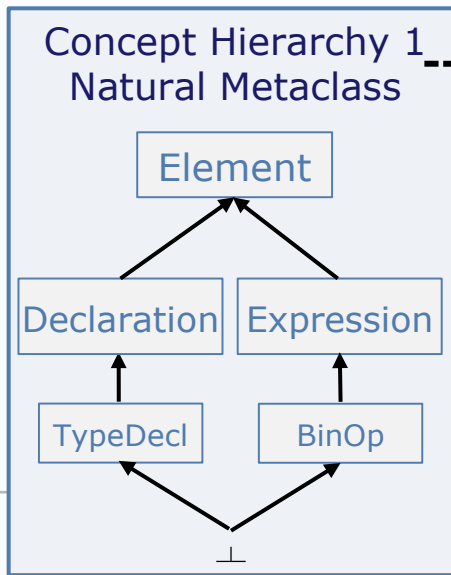 Concept Hierarchy 1
Natural Metaclass
Element
Declaration Expression
TypeDecl BinOp
⊥